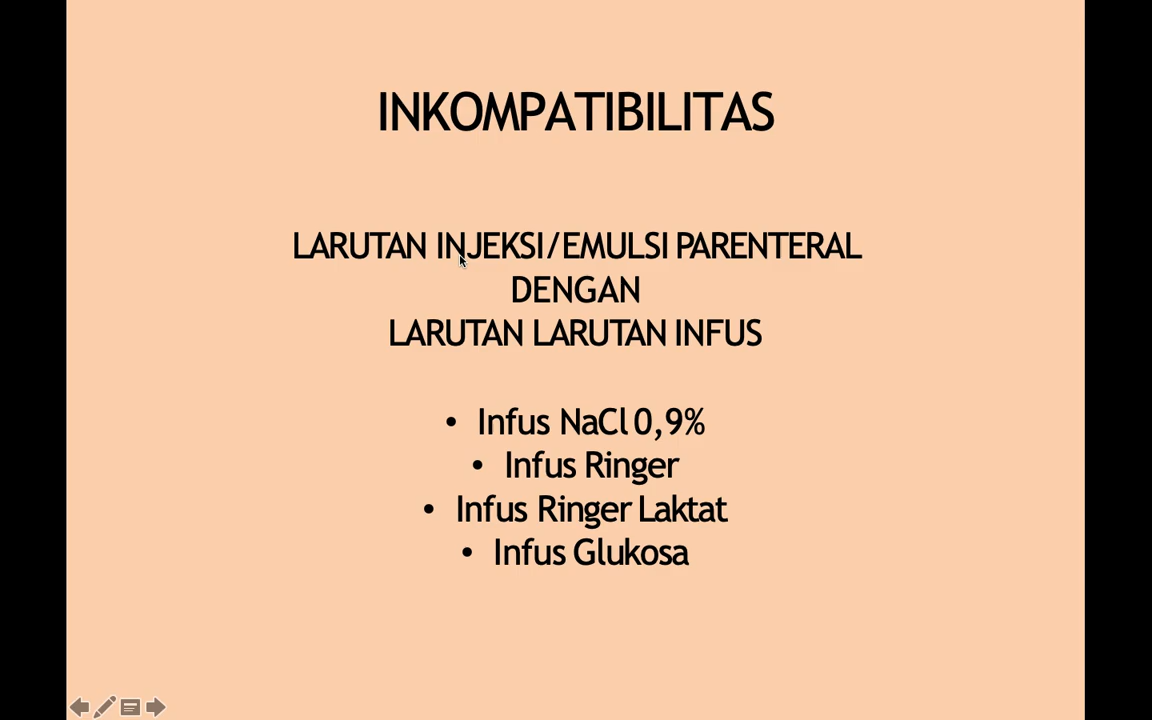 INKOMPATIBILITAS
LARUTAN INJEKSI/EMULSI PARENTERAL
DENGAN
LARUTAN LARUTAN INFUS
• Infus NaCl 0,9%
• Infus Ringer
• Infus Ringer Laktat
• Infus Glukosa